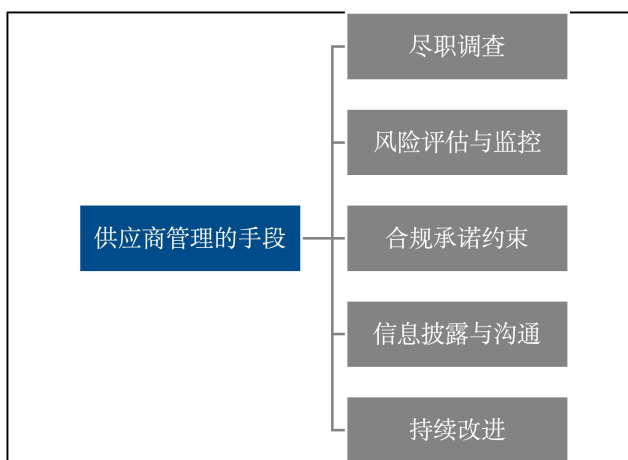 尽职调查
风险评估与监控
供应商管理的手段
合规承诺约束
信息披露与沟通
持续改进